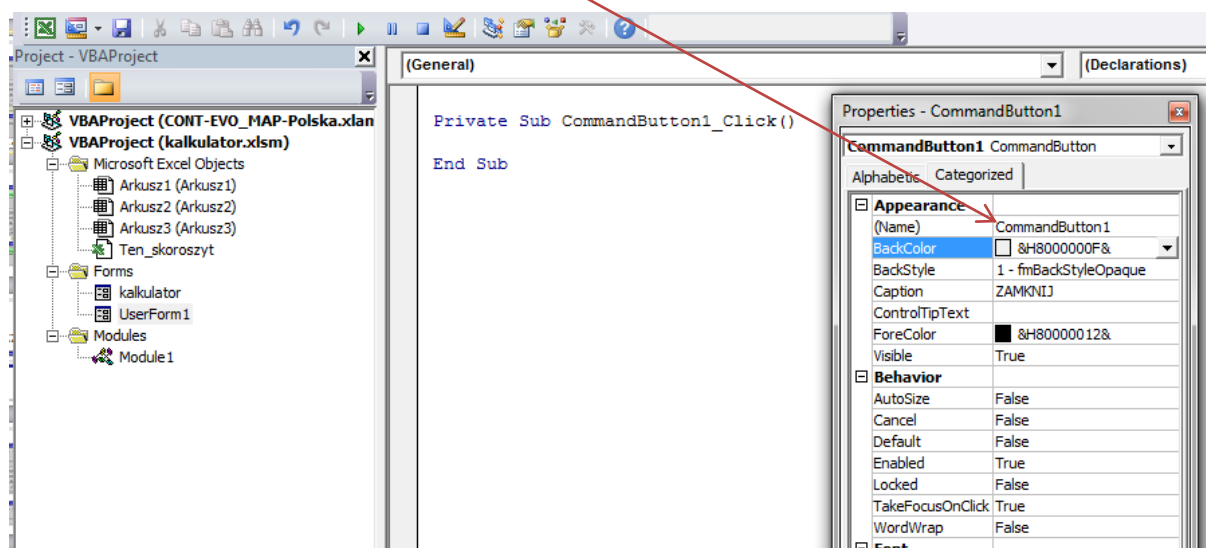 Project - VBAProject
VBAProject (CONT-EVO_MAP-Polska.xlan
VBAProject (kalkulator.xlsm)
Microsoft Excel Objects
Arkusz1 (Arkusz1)
Arkusz2 (Arkusz2)
Arkusz3 (Arkusz3)
Ten_skoroszyt
Forms
kalkulator
UserForm1
Modules
Module1
(General)
(Declarations)
Private Sub CommandButton1_Click()
End Sub
Properties - CommandButton1
CommandButton1 CommandButton
Alphabetic Categorized
Appearance
(Name) CommandButton1
BackColor &H8000000F&
BackStyle 1 - fmBackStyleOpaque
Caption ZAMKNIJ
ControlTipText
ForeColor &H80000012&
Visible True
Behavior
AutoSize False
Cancel False
Default False
Enabled True
Locked False
TakeFocusOnClick True
WordWrap False
Font